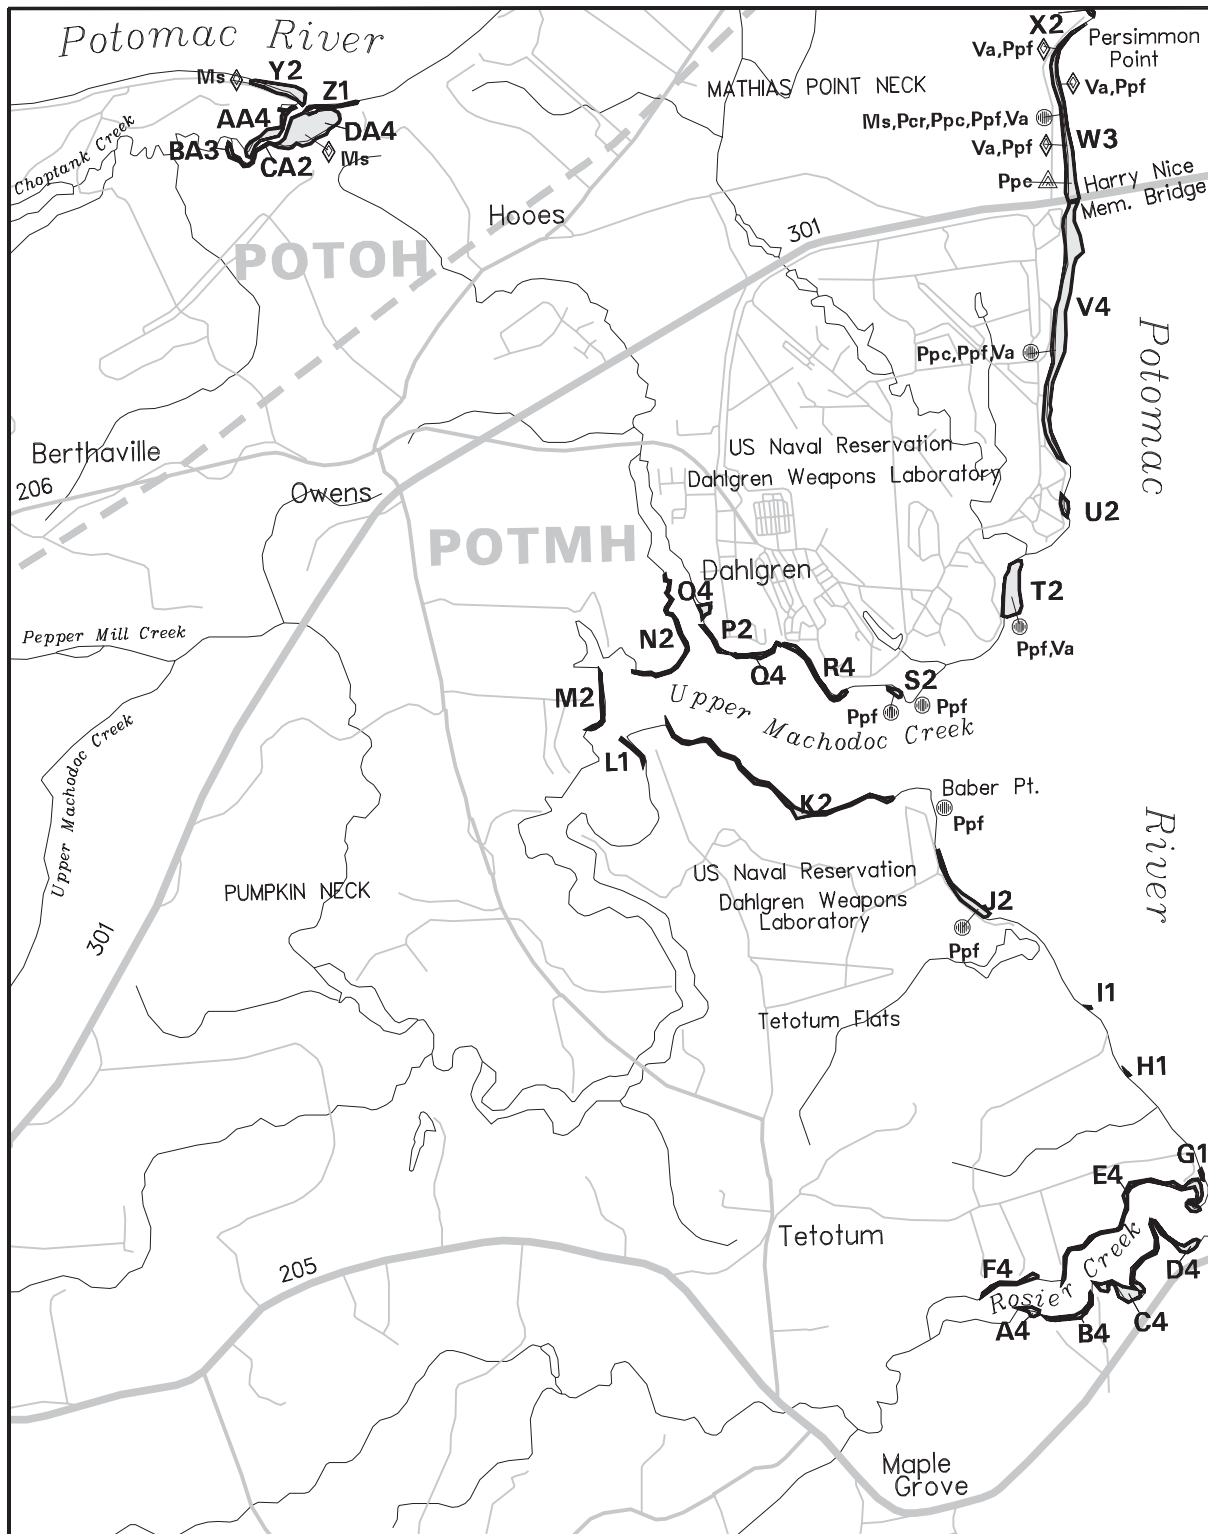 Potomac River
X2
Persimmon
Point
Va,Ppf
Va,Ppf
Ms
Y2
Z1
MATHIAS POINT NECK
AA4
DA4
Ms,Pcr,Ppc,Ppf,Va
W3
Choptank Creek
BA3
CA2
Ms
Va,Ppf
Ppc
Harry Nice
Mem. Bridge
Hooes
301
POTOH
V4
Potomac
Ppc,Ppf,Va
Berthaville
US Naval Reservation
Dahlgren Weapons Laboratory
206
Owens
U2
POTMH
Dahlgren
O4
T2
Pepper Mill Creek
N2
P2
Ppf,Va
Q4
R4
S2
M2
Upper Machodoc Creek
Ppf
Ppf
Upper Machodoc Creek
L1
K2
Baber Pt.
Ppf
River
PUMPKIN NECK
US Naval Reservation
Dahlgren Weapons
Laboratory
J2
301
Ppf
I1
Tetotum Flats
H1
G1
E4
Tetotum
205
F4
Rosier Creek
D4
A4
B4
C4
Maple
Grove